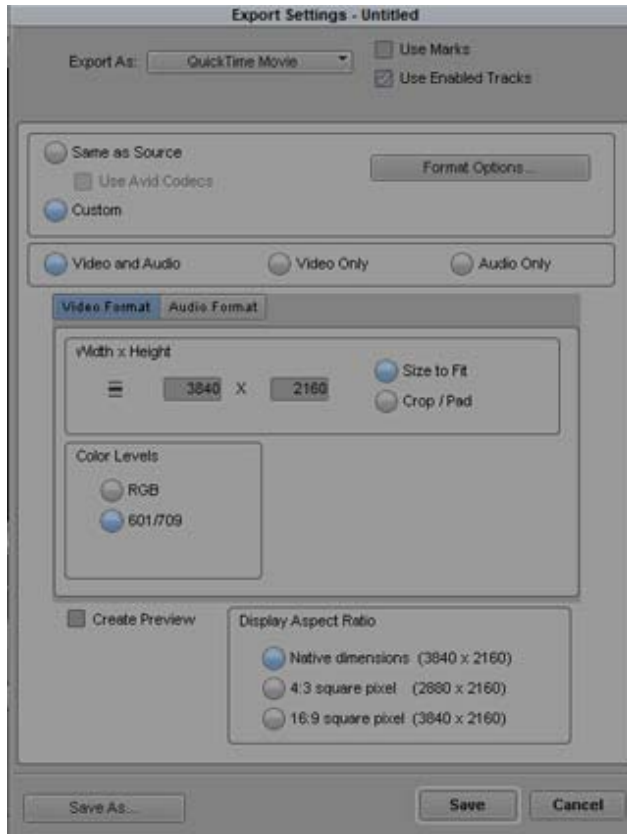 Export Settings - Untitled
Export As: QuickTime Movie
Use Marks
Use Enabled Tracks
Same as Source
Use Avid Codecs
Format Options...
Custom
Video and Audio Video Only Audio Only
Video Format Audio Format
Width x Height
3840 X 2160
Size to Fit
Crop / Pad
Color Levels
RGB
601/709
Create Preview
Display Aspect Ratio
Native dimensions (3840 x 2160)
4:3 square pixel (2880 x 2160)
16:9 square pixel (3840 x 2160)
Save As... Save Cancel